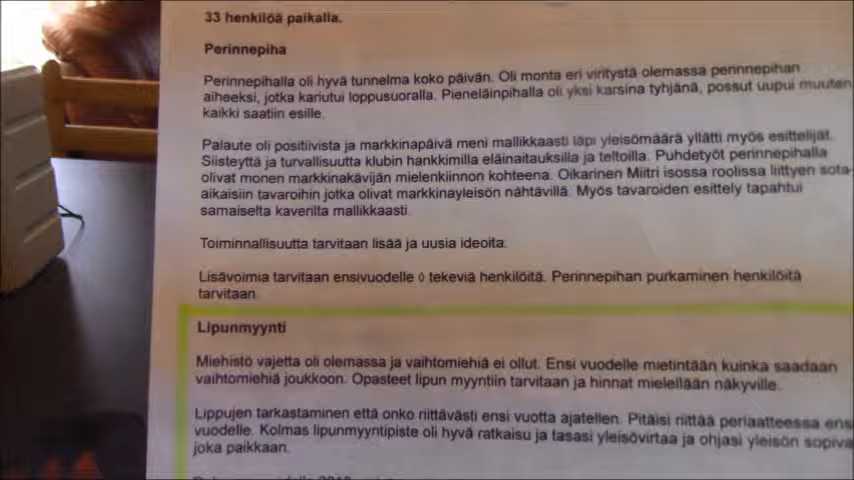 33 henkilöä paikalla.
Perinnepiha
Perinnepihalla oli hyvä tunnelma koko päivän. Oli monta eri viritystä olemassa perinnepihan
aiheeksi, jotka kariutui loppusuoralla. Pieneläinpihalla oli yksi karsina tyhjänä, possut uupui muuten
kaikki saatiin esille.
Palaute oli positiivista ja markkinapäivä meni mallikkaasti läpi yleisömäärä yllätti myös esittelijät.
Siisteyttä ja turvallisuutta klubin hankkimilla eläinaitauksilla ja teltoilla. Puhdetyöt perinnepihalla
olivat monen markkinakävijän mielenkiinnon kohteena. Oikarinen Miitri isossa roolissa liittyen sota-
aikaisiin tavaroihin jotka olivat markkinayleisön nähtävillä. Myös tavaroiden esittely tapahtui
samaiselta kaverilta mallikkaasti.
Toiminnallisuutta tarvitaan lisää ja uusia ideoita.
Lisävoimia tarvitaan ensivuodelle ◊ tekeviä henkilöitä. Perinnepihan purkaminen henkilöitä
tarvitaan.
Lipunmyynti
Miehistö vajetta oli olemassa ja vaihtomiehiä ei ollut. Ensi vuodelle mietintään kuinka saadaan
vaihtomiehiä joukkoon. Opasteet lipun myyntiin tarvitaan ja hinnat mielellään näkyville.
Lippujen tarkastaminen että onko riittävästi ensi vuotta ajatellen. Pitäisi riittää periaatteessa ens
vuodelle. Kolmas lipunmyyntipiste oli hyvä ratkaisu ja tasasi yleisövirtaa ja ohjasi yleisön sopiva
joka paikkaan.